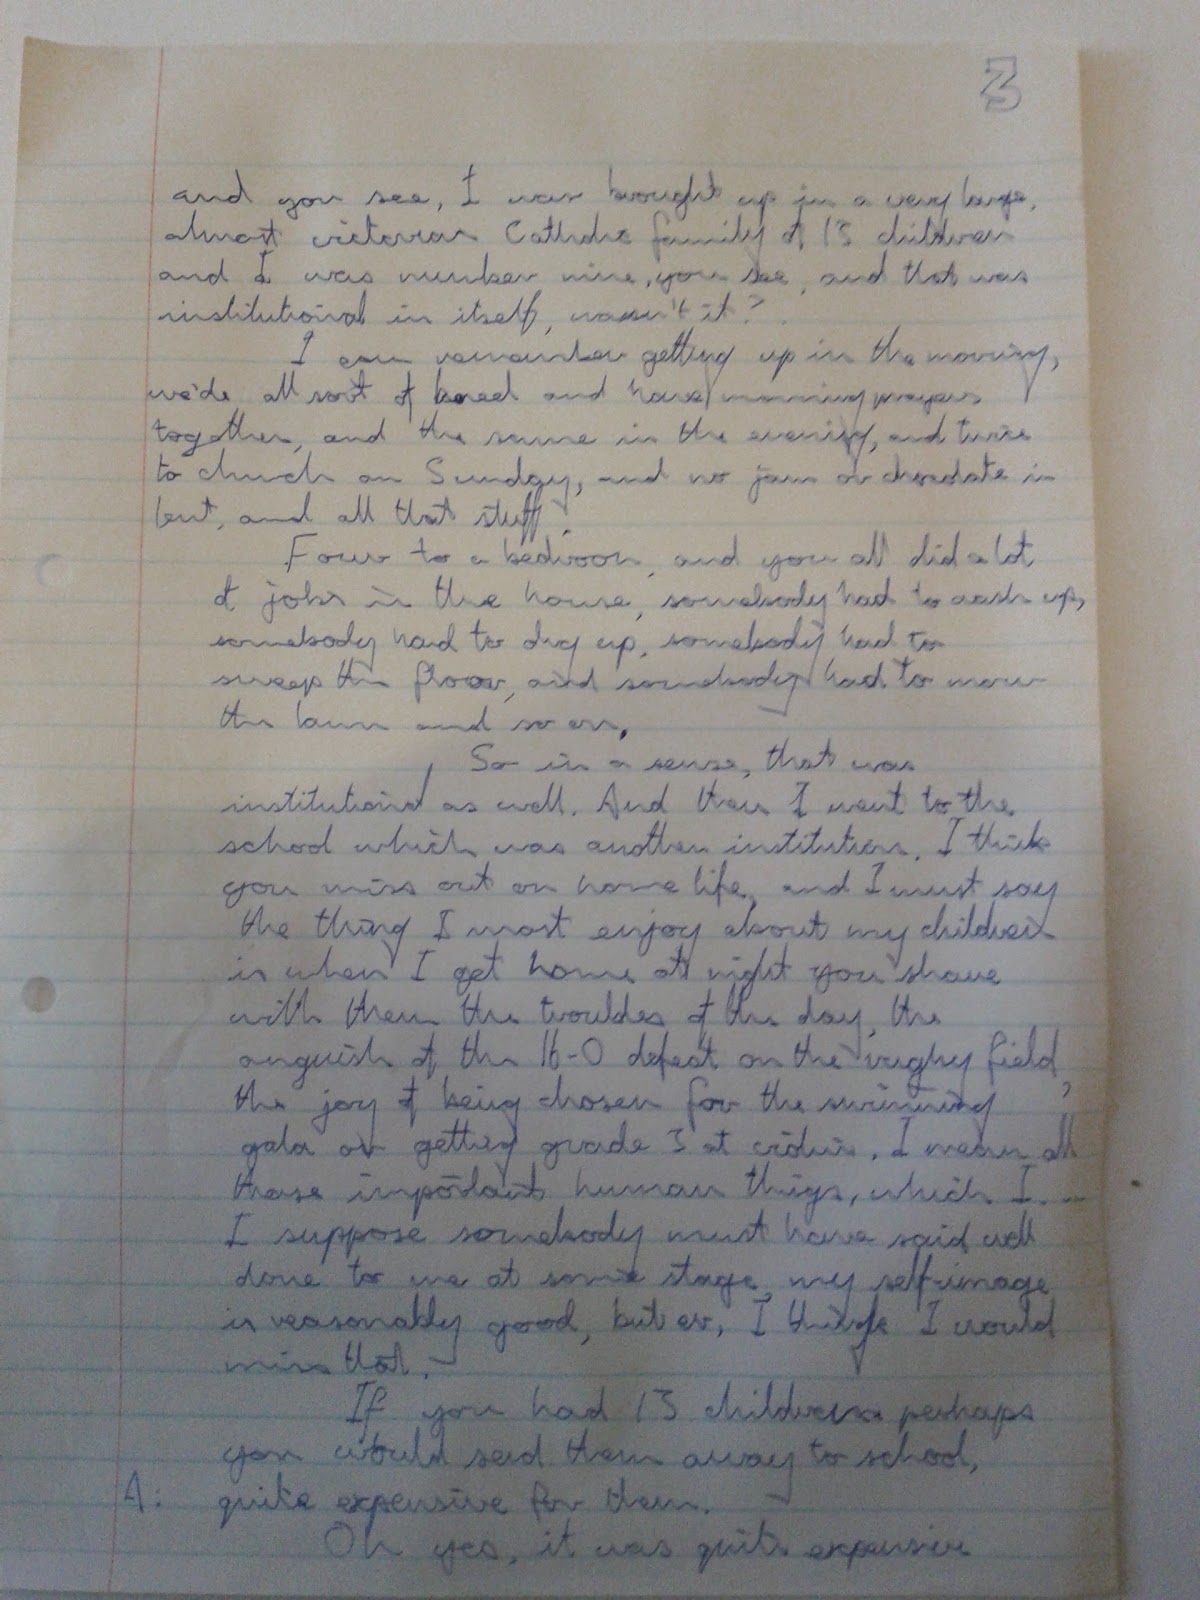 3
and you see, I was brought up in a very large,
almost victorian Catholic family of 13 children
and I was number nine, you see, and that was
institutional in itself, wasn't it?
I can remember getting up in the morning,
we'de all sort of kneel and have morning prayers
together, and the same in the evening, and twice
to church on Sunday, and no jam or chocolate in
lent, and all that stuff.
Four to a bedroom, and you all did a lot
of jobs in the house, somebody had to wash up,
somebody had to dry up, somebody had to
sweep the floor, and somebody had to mow
the lawn and so on,
So in a sense, that was
institutional as well. And then I went to the
school which was another institution. I think
you miss out on home life, and I must say
the thing I most enjoy about my children
is when I get home at night you share
with them the troubles of the day, the
anguish of the 16-0 defeat on the rugby field,
the joy of being chosen for the swimming
gala or getting grade 3 at violin. I mean all
these important human things, which I...
I suppose somebody must have said well
done to me at some stage, my self-image
is reasonably good, but er, I think I would
miss that.
If you had 13 children perhaps
you would send them away to school,
A: quite expensive for them.
Oh yes, it was quite expensive